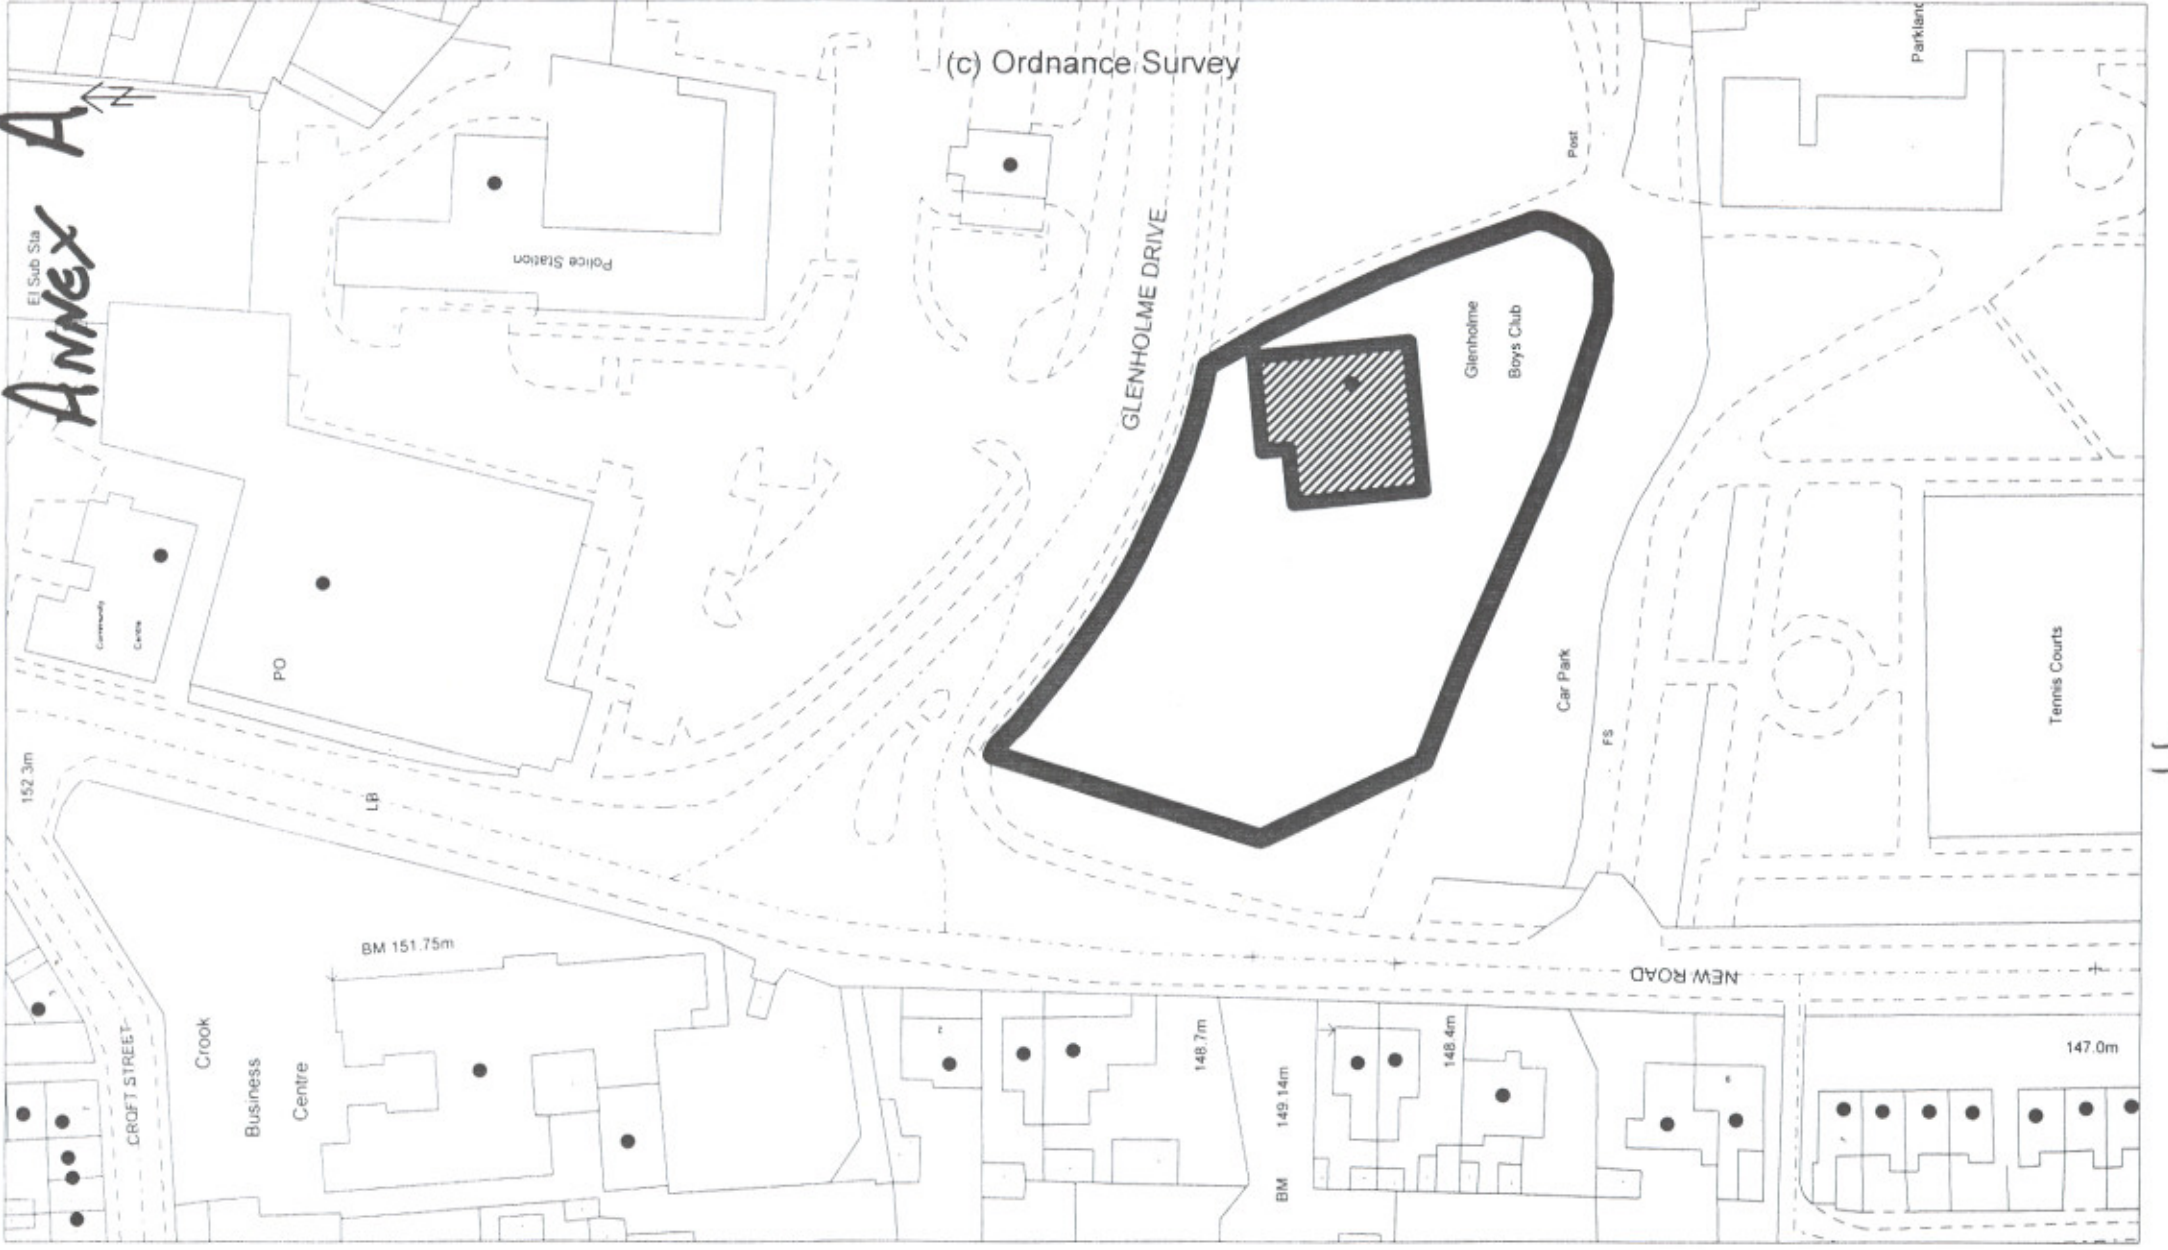 ANNEX A
N
(c) Ordnance Survey
Parkland
El Sub Sta
Police Station
Post
GLENHOLME DRIVE
Glenholme
Boys Club
Community
Centre
PO
Car Park
FS
Tennis Courts
152.3m
LB
BM 151.75m
NEW ROAD
CROFT STREET
Crook
Business
Centre
148.7m
BM 149.14m
148.4m
147.0m